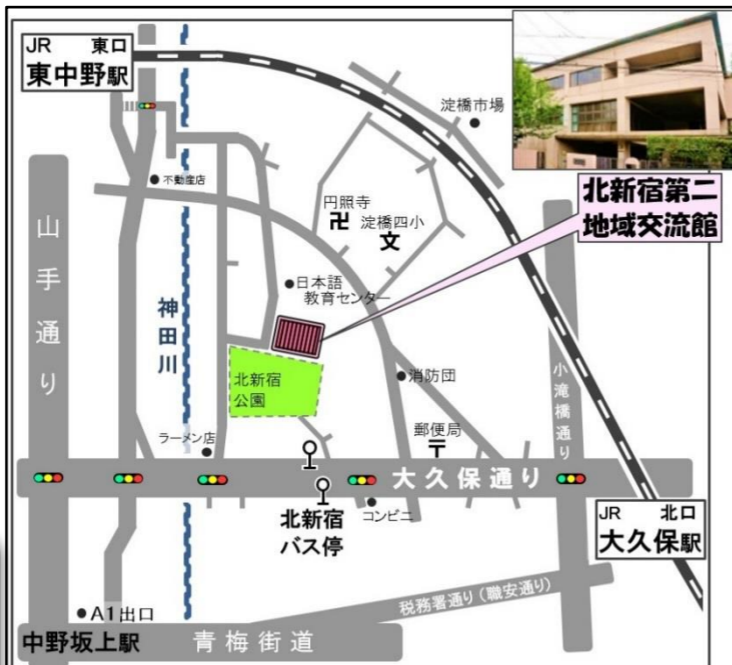 JR 東口
東中野駅
淀橋市場
北新宿第二
地域交流館
不動産店
円照寺
卍
淀橋四小
文
山手通り
神田川
日本語
教育センター
小滝橋通り
北新宿
公園
消防団
ラーメン店
郵便局
〒
大久保通り
北新宿
バス停
コンビニ
JR 北口
大久保駅
税務署通り(職安通り)
A1出口
中野坂上駅
青梅街道